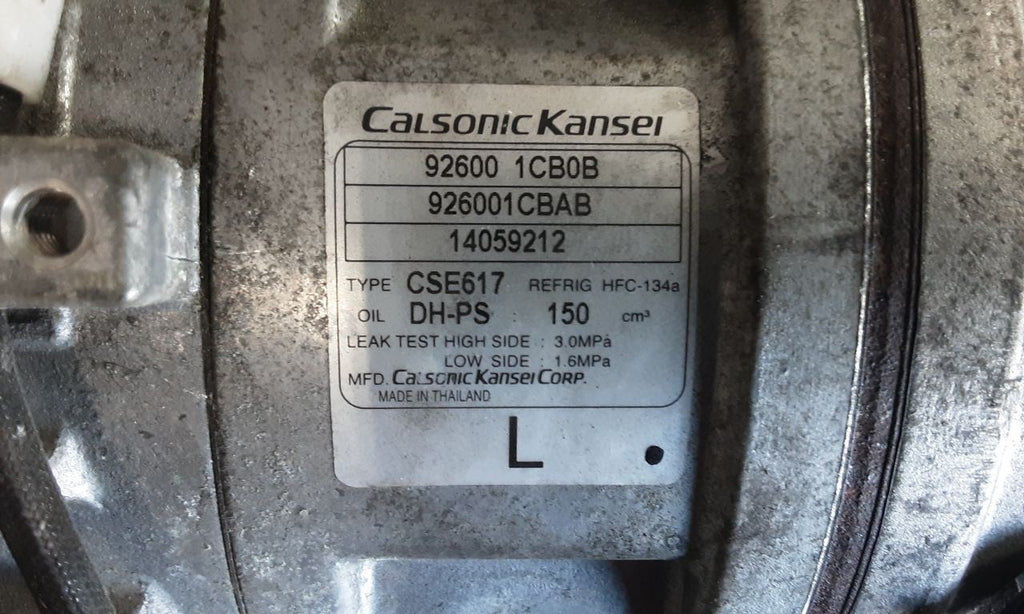 Calsonic Kansei
92600 1CB0B
926001CBAB
14059212
TYPE CSE617 REFRIG HFC-134a
OIL DH-PS : 150 cm³
LEAK TEST HIGH SIDE : 3.0MPa
LOW SIDE : 1.6MPa
MFD. Calsonic Kansei Corp.
MADE IN THAILAND
L